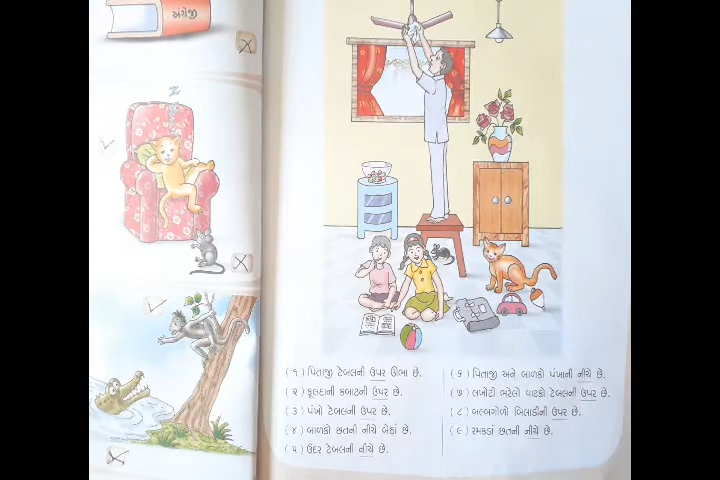 અંગ્રેજી
(૧) પિતાજી ટેબલની ઉપર ઊભા છે.
(૨) ફૂલદાની કબાટની ઉપર છે.
(૩) પંખો ટેબલની ઉપર છે.
(૪) બાળકો છતની નીચે બેઠાં છે.
(૫) ઉંદર ટેબલની નીચે છે.
(૬) પિતાજી અને બાળકો પંખાની નીચે છે.
(૭) લખોટી ભરેલો વાટકો ટેબલની ઉપર છે.
(૮) બલ્બગોળો બિલાડીની ઉપર છે.
(૯) રમકડાં છતની નીચે છે.